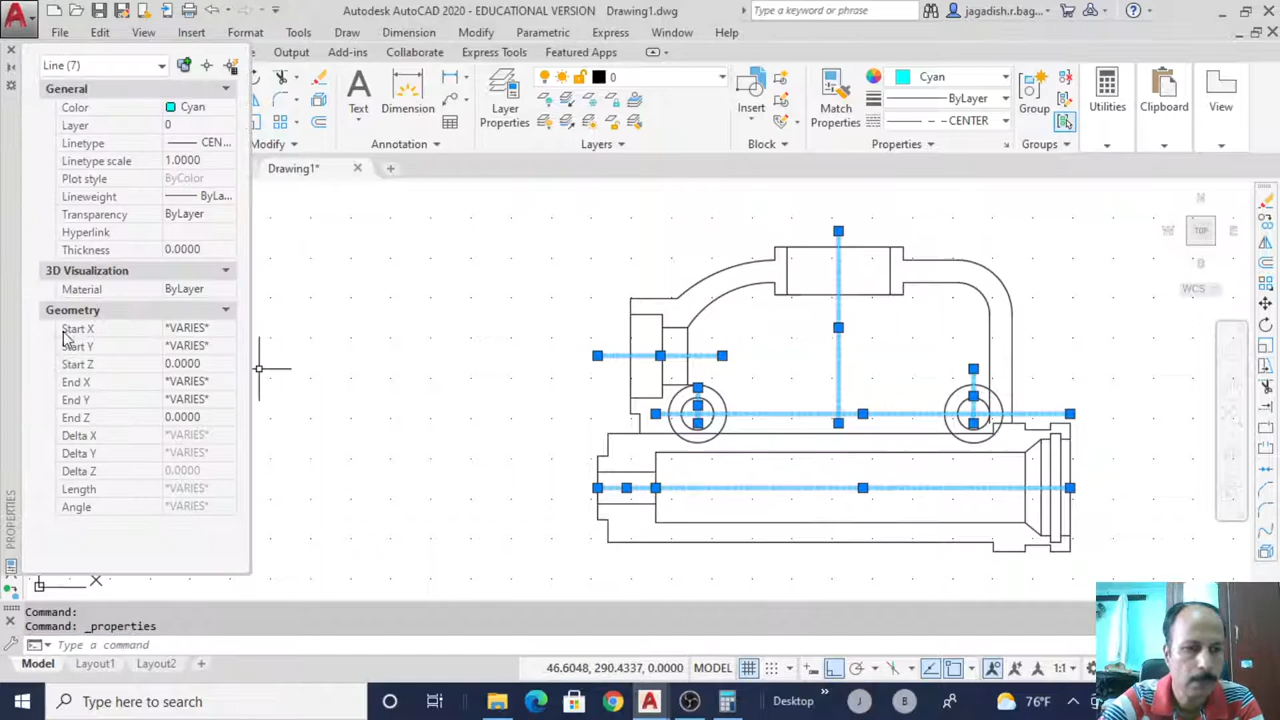 Autodesk AutoCAD 2020 - EDUCATIONAL VERSION Drawing1.dwg
Type a keyword or phrase
jagadish.r.bag...
File Edit View Insert Format Tools Draw Dimension Modify Parametric Express Window Help
Output Add-ins Collaborate Express Tools Featured Apps
Line (7)
Text
Dimension
Layer
Properties
0
Insert
Match
Properties
Cyan
ByLayer
CENTER
Group
Utilities
Clipboard
View
Modify
Annotation
Layers
Block
Properties
Groups
Drawing1*
General
Color Cyan
Layer 0
Linetype CEN...
Linetype scale 1.0000
Plot style ByColor
Lineweight ByLa...
Transparency ByLayer
Hyperlink
Thickness 0.0000
3D Visualization
Material ByLayer
Geometry
Start X *VARIES*
Start Y *VARIES*
Start Z 0.0000
End X *VARIES*
End Y *VARIES*
End Z 0.0000
Delta X *VARIES*
Delta Y *VARIES*
Delta Z 0.0000
Length *VARIES*
Angle *VARIES*
PROPERTIES
N
W TOP E
S
WCS
Command:
Command: _properties
Type a command
Model Layout1 Layout2
46.6048, 290.4337, 0.0000 MODEL
1:1
Type here to search
Desktop
J
B
76°F